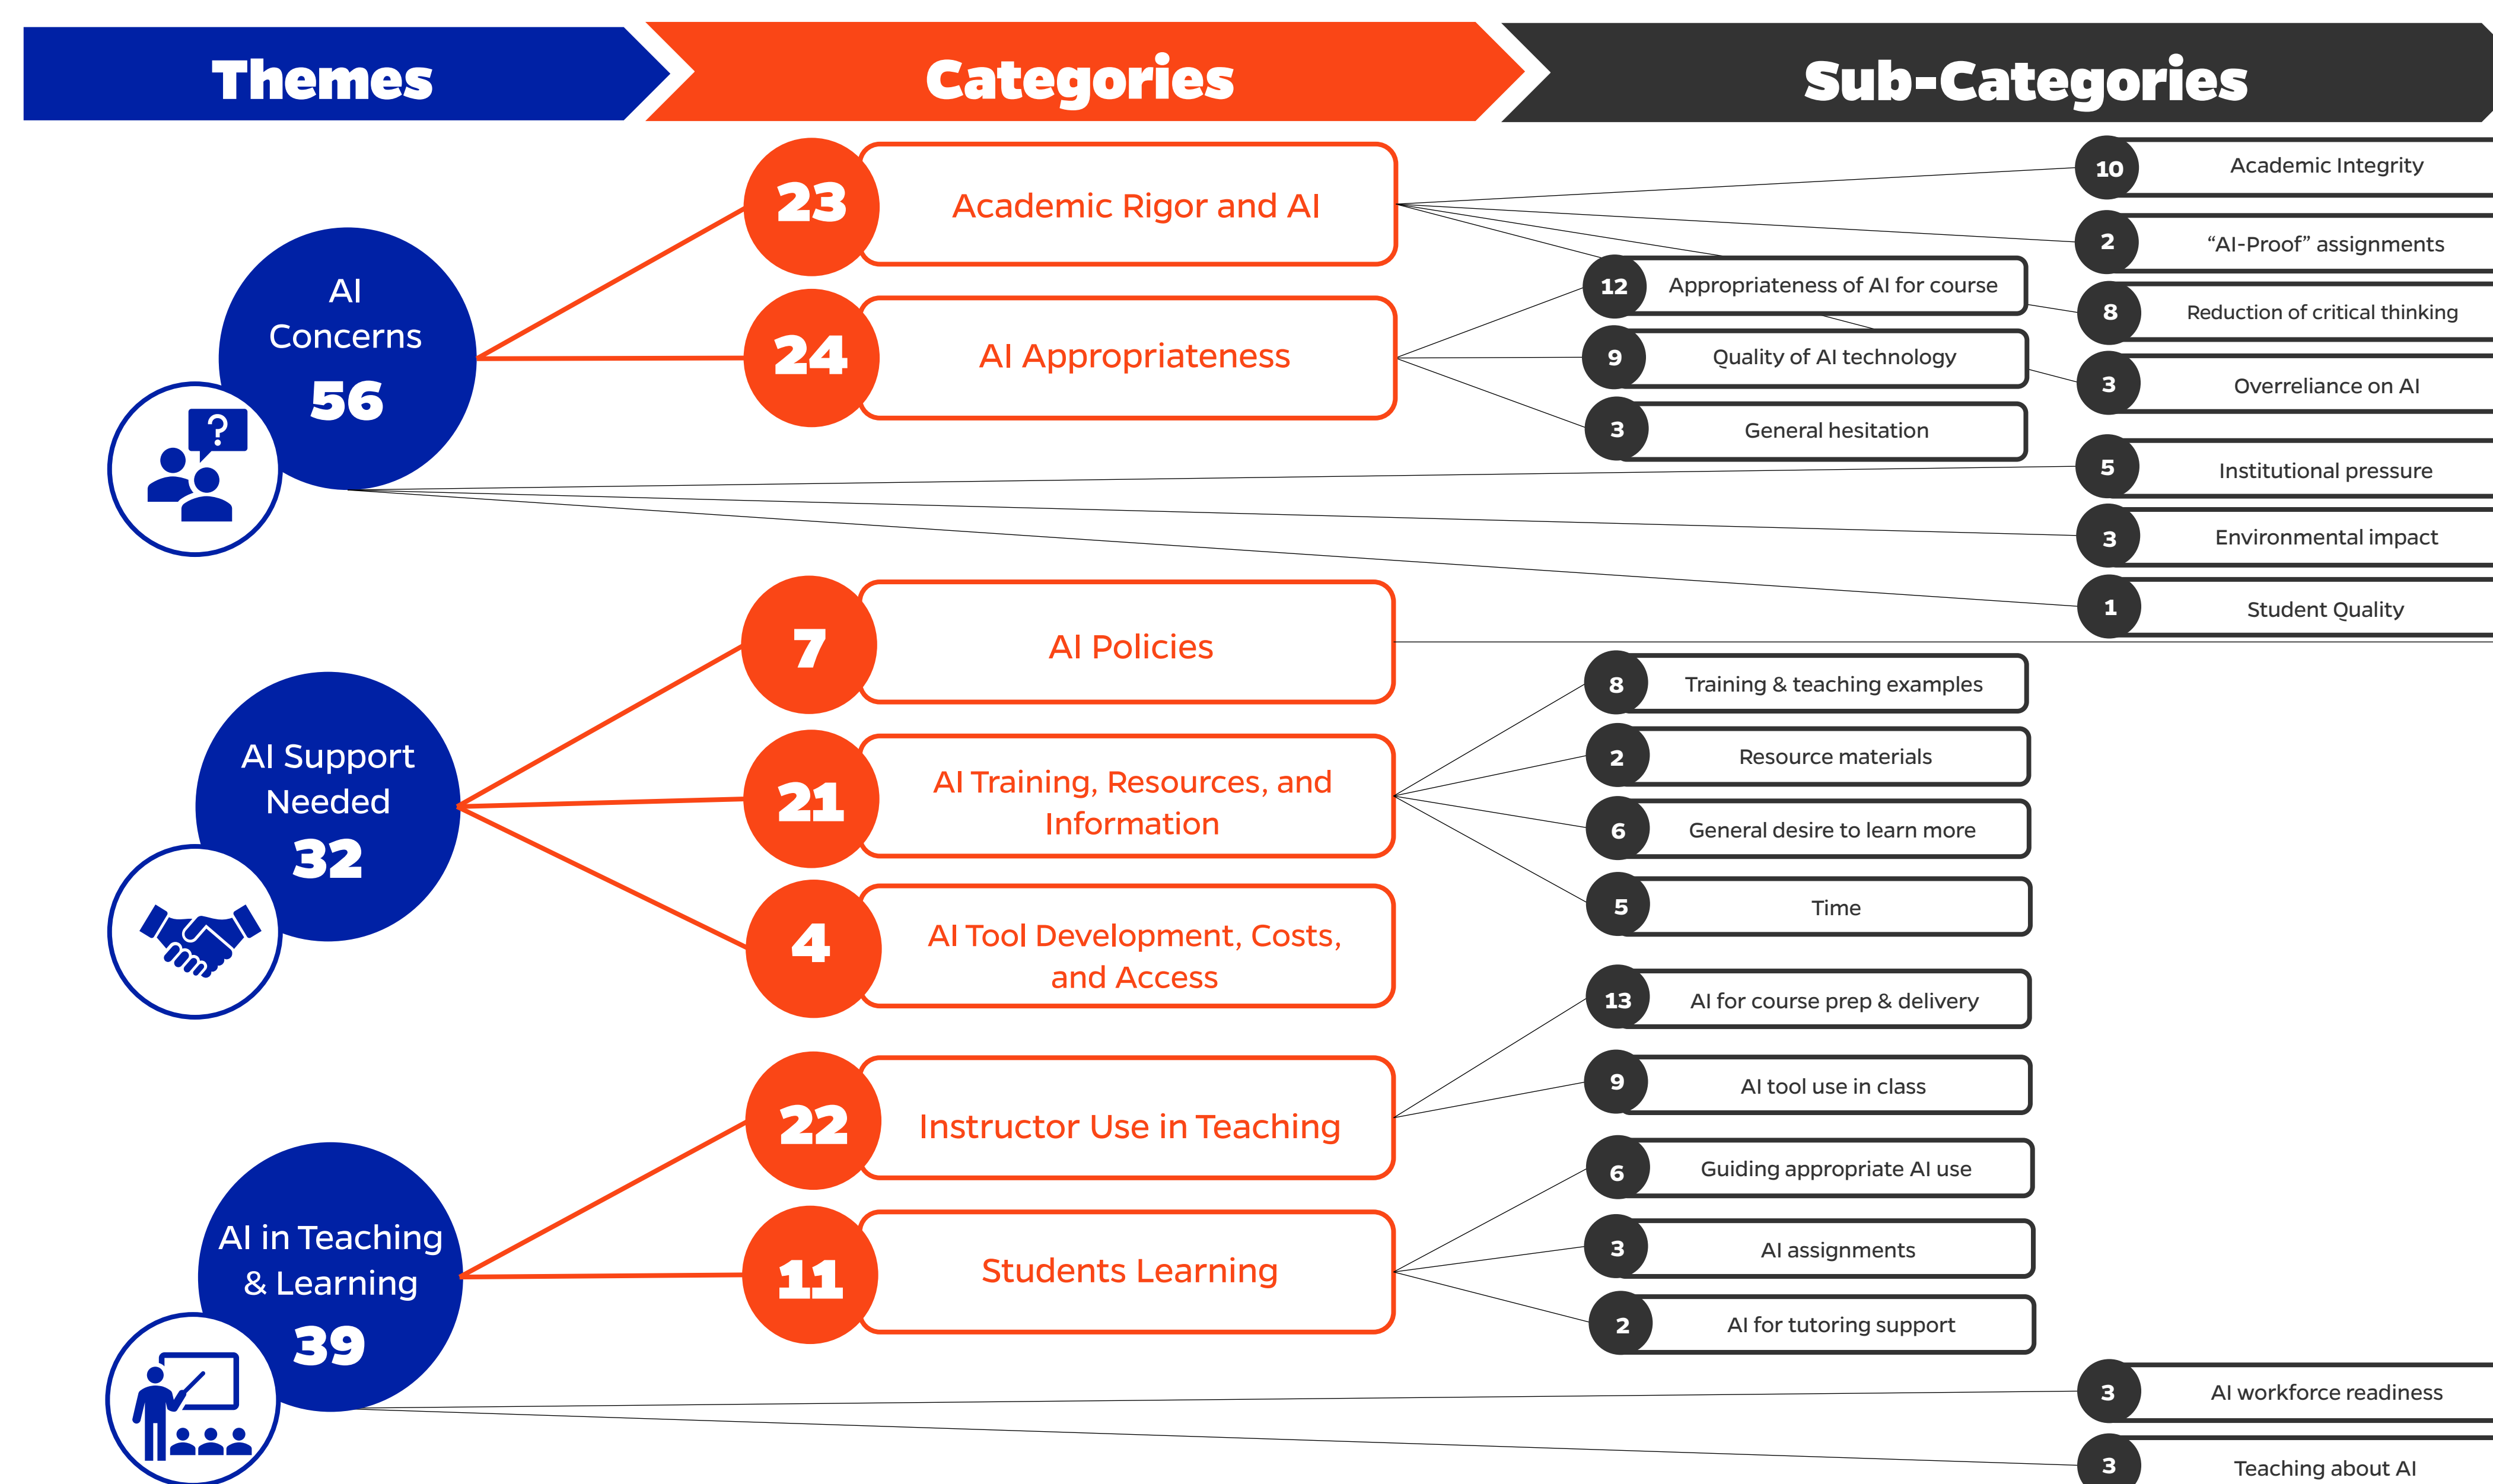 Themes
Categories
Sub-Categories
AI
Concerns
56
?
23
Academic Rigor and AI
10
Academic Integrity
2
“AI-Proof” assignments
8
Reduction of critical thinking
3
Overreliance on AI
24
AI Appropriateness
12
Appropriateness of AI for course
9
Quality of AI technology
3
General hesitation
5
Institutional pressure
3
Environmental impact
1
Student Quality
AI Support
Needed
32
7
AI Policies
21
AI Training, Resources, and
Information
8
Training & teaching examples
2
Resource materials
6
General desire to learn more
5
Time
4
AI Tool Development, Costs,
and Access
AI in Teaching
& Learning
39
22
Instructor Use in Teaching
13
AI for course prep & delivery
9
AI tool use in class
11
Students Learning
6
Guiding appropriate AI use
3
AI assignments
2
AI for tutoring support
3
AI workforce readiness
3
Teaching about AI